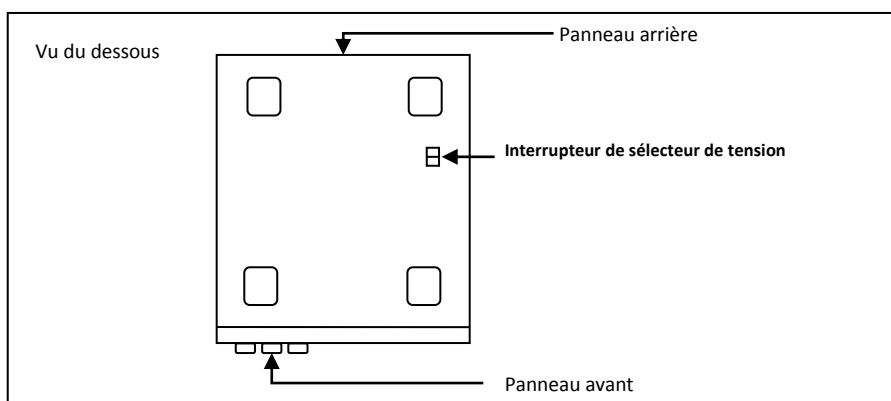 Vu du dessous
Panneau arrière
Interrupteur de sélecteur de tension
Panneau avant